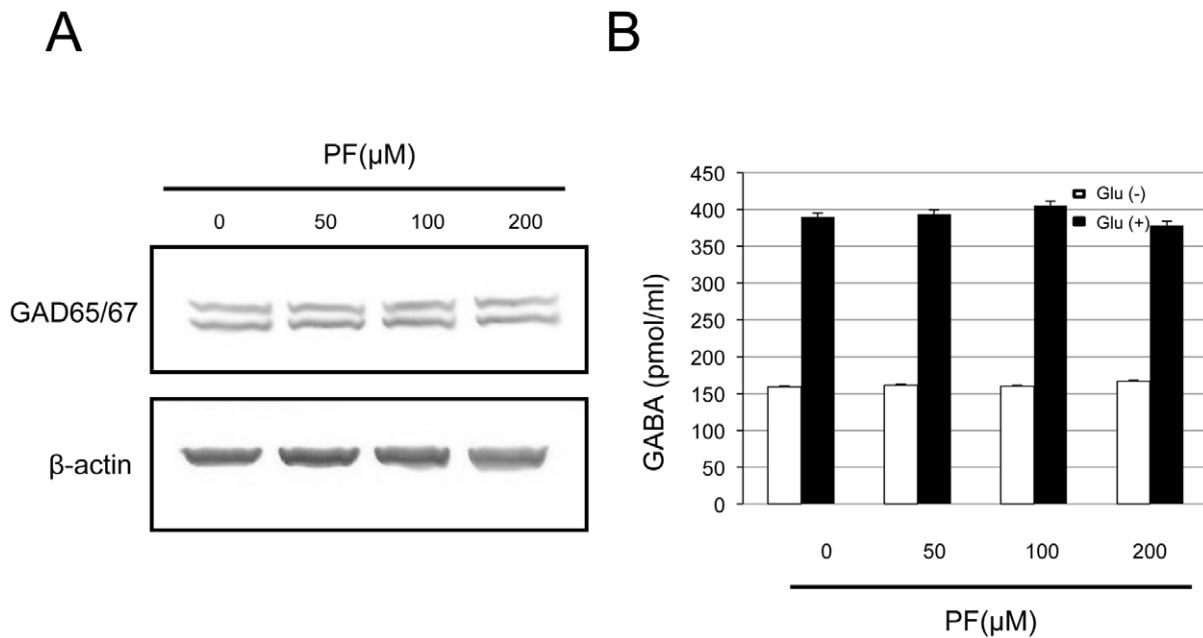 A
PF(μM)
0 50 100 200
GAD65/67
β-actin
B
GABA (pmol/ml)
450
400
350
300
250
200
150
100
50
0
Glu (-)
Glu (+)
0 50 100 200
PF(μM)